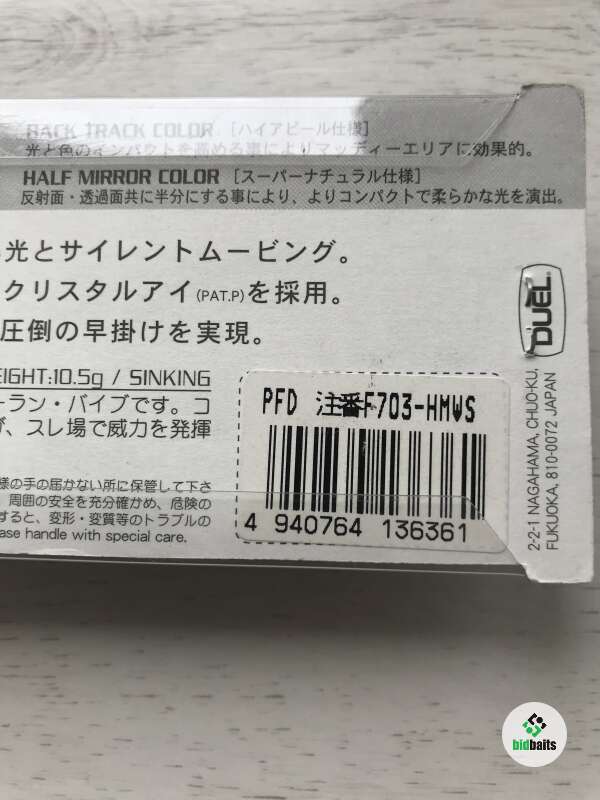 BACK TRACK COLOR [ハイアピール仕様]
光と色のインパクトを高める事によりマッディーエリアに効果的。
HALF MIRROR COLOR [スーパーナチュラル仕様]
反射面・透過面共に半分にする事により、よりコンパクトで柔らかな光を演出。
光とサイレントムービング。
クリスタルアイ(PAT.P)を採用。
圧倒の早掛けを実現。
EIGHT:10.5g / SINKING
ーラン・バイブです。コ
、スレ場で威力を発揮
様の手の届かない所に保管して下さ
周囲の安全を充分確かめ、危険の
すると、変形・変質等のトラブルの
ase handle with special care.
PFD 注番F703-HMWS
4 940764 136361
DUEL
2-2-1 NAGAHAMA, CHUO-KU,
FUKUOKA, 810-0072 JAPAN
bidbaits